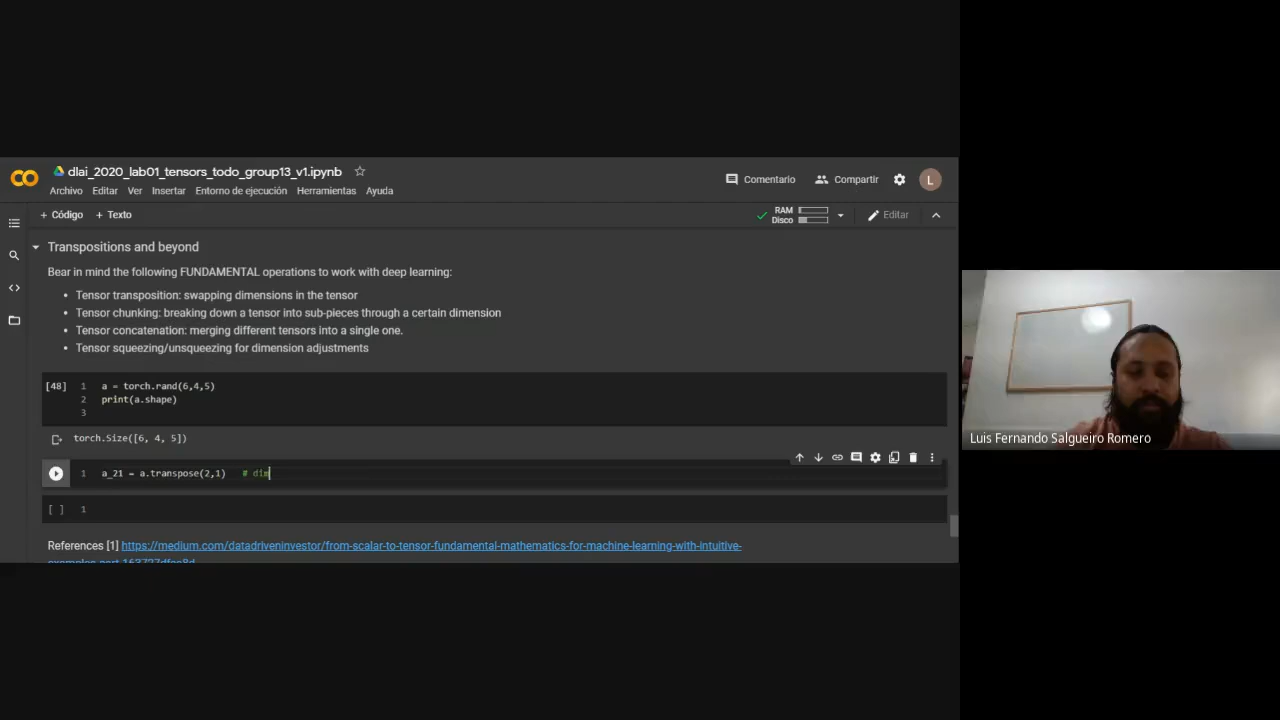 dlai_2020_lab01_tensors_todo_group13_v1.ipynb
Archivo Editar Ver Insertar Entorno de ejecución Herramientas Ayuda
Comentario Compartir L
+ Código + Texto
RAM
Disco
Editar
Transpositions and beyond
Bear in mind the following FUNDAMENTAL operations to work with deep learning:
• Tensor transposition: swapping dimensions in the tensor
• Tensor chunking: breaking down a tensor into sub-pieces through a certain dimension
• Tensor concatenation: merging different tensors into a single one.
• Tensor squeezing/unsqueezing for dimension adjustments
[48] 1 a = torch.rand(6,4,5)
2 print(a.shape)
3
torch.Size([6, 4, 5])
1 a_21 = a.transpose(2,1) # dim
[ ] 1
References [1] https://medium.com/datadriveninvestor/from-scalar-to-tensor-fundamental-mathematics-for-machine-learning-with-intuitive-
Luis Fernando Salgueiro Romero